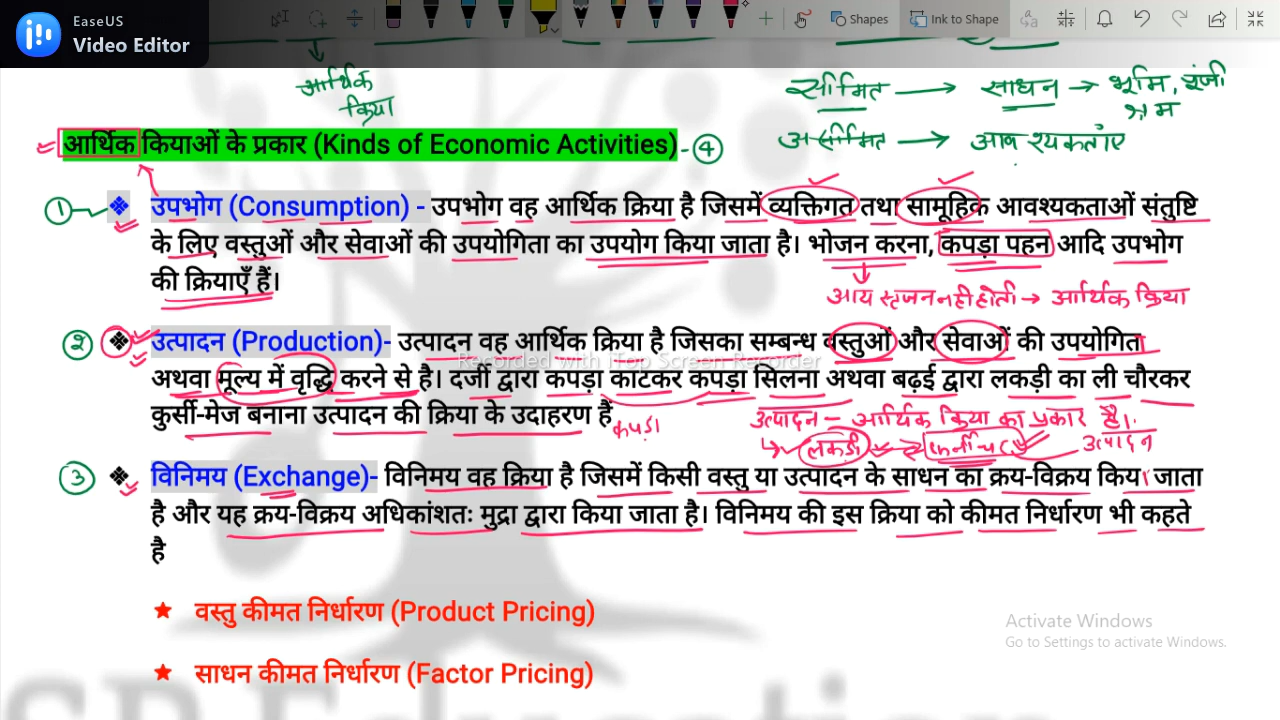 EaseUS
Video Editor
Shapes
Ink to Shape
आर्थिक
क्रिया
सीमित → साधन → भूमि, पूंजी
श्रम
असीमित → आवश्यकताएं
आर्थिक कियाओं के प्रकार (Kinds of Economic Activities) - ④
① ❖ उपभोग (Consumption) - उपभोग वह आर्थिक क्रिया है जिसमें व्यक्तिगत तथा सामूहिक आवश्यकताओं संतुष्टि
के लिए वस्तुओं और सेवाओं की उपयोगिता का उपयोग किया जाता है। भोजन करना, कपड़ा पहन आदि उपभोग
की क्रियाएँ हैं।
आय सृजन नही होती → आर्थिक क्रिया
② ❖ उत्पादन (Production)- उत्पादन वह आर्थिक क्रिया है जिसका सम्बन्ध वस्तुओं और सेवाओं की उपयोगिता
Recorded with iTop Screen Recorder
अथवा मूल्य में वृद्धि करने से है। दर्जी द्वारा कपड़ा काटकर कपड़ा सिलना अथवा बढ़ई द्वारा लकड़ी का ली चौरकर
कुर्सी-मेज बनाना उत्पादन की क्रिया के उदाहरण हैं
कपड़ा
उत्पादन - आर्थिक क्रिया का प्रकार है।
लकड़ी फर्नीचर उत्पादन
③ ❖ विनिमय (Exchange)- विनिमय वह क्रिया है जिसमें किसी वस्तु या उत्पादन के साधन का क्रय-विक्रय किया जाता
है और यह क्रय-विक्रय अधिकांशतः मुद्रा द्वारा किया जाता है। विनिमय की इस क्रिया को कीमत निर्धारण भी कहते
है
★ वस्तु कीमत निर्धारण (Product Pricing)
★ साधन कीमत निर्धारण (Factor Pricing)
Activate Windows
Go to Settings to activate Windows.